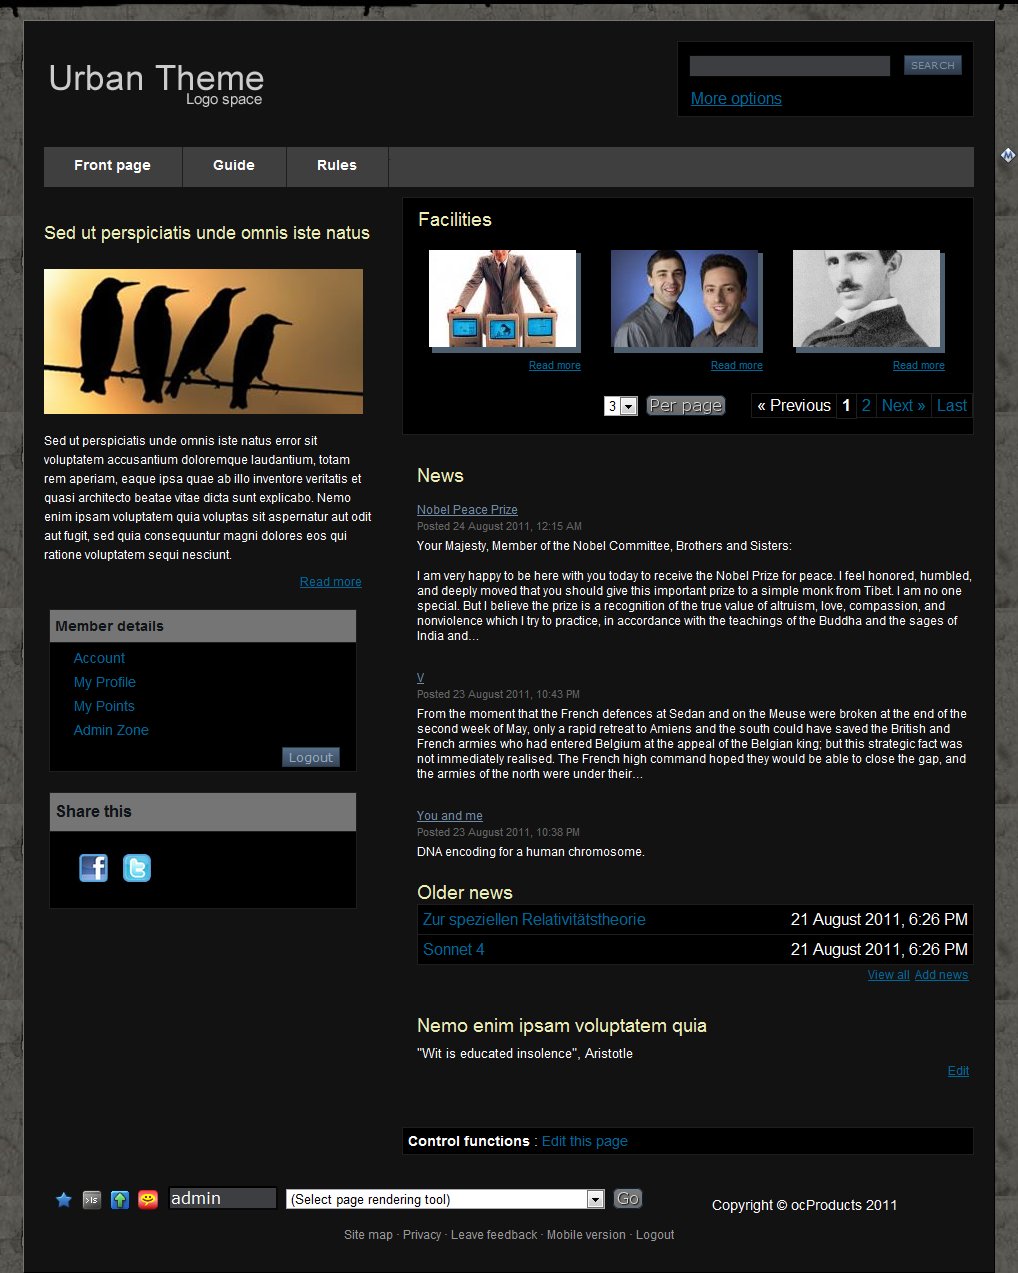 Urban Theme
Logo space
SEARCH
More options
Front page
Guide
Rules
Sed ut perspiciatis unde omnis iste natus
Sed ut perspiciatis unde omnis iste natus error sit
voluptatem accusantium doloremque laudantium, totam
rem aperiam, eaque ipsa quae ab illo inventore veritatis et
quasi architecto beatae vitae dicta sunt explicabo. Nemo
enim ipsam voluptatem quia voluptas sit aspernatur aut odit
aut fugit, sed quia consequuntur magni dolores eos qui
ratione voluptatem sequi nesciunt.
Read more
Member details
Account
My Profile
My Points
Admin Zone
Logout
Share this
Facilities
Read more
Read more
Read more
3
Per page
« Previous 1 2 Next » Last
News
Nobel Peace Prize
Posted 24 August 2011, 12:15 AM
Your Majesty, Member of the Nobel Committee, Brothers and Sisters:
I am very happy to be here with you today to receive the Nobel Prize for peace. I feel honored, humbled,
and deeply moved that you should give this important prize to a simple monk from Tibet. I am no one
special. But I believe the prize is a recognition of the true value of altruism, love, compassion, and
nonviolence which I try to practice, in accordance with the teachings of the Buddha and the sages of
India and...
V
Posted 23 August 2011, 10:43 PM
From the moment that the French defences at Sedan and on the Meuse were broken at the end of the
second week of May, only a rapid retreat to Amiens and the south could have saved the British and
French armies who had entered Belgium at the appeal of the Belgian king; but this strategic fact was
not immediately realised. The French high command hoped they would be able to close the gap, and
the armies of the north were under their...
You and me
Posted 23 August 2011, 10:38 PM
DNA encoding for a human chromosome.
Older news
Zur speziellen Relativitätstheorie 21 August 2011, 6:26 PM
Sonnet 4 21 August 2011, 6:26 PM
View all Add news
Nemo enim ipsam voluptatem quia
"Wit is educated insolence", Aristotle
Edit
Control functions : Edit this page
admin
(Select page rendering tool)
Go
Copyright © ocProducts 2011
Site map · Privacy · Leave feedback · Mobile version · Logout